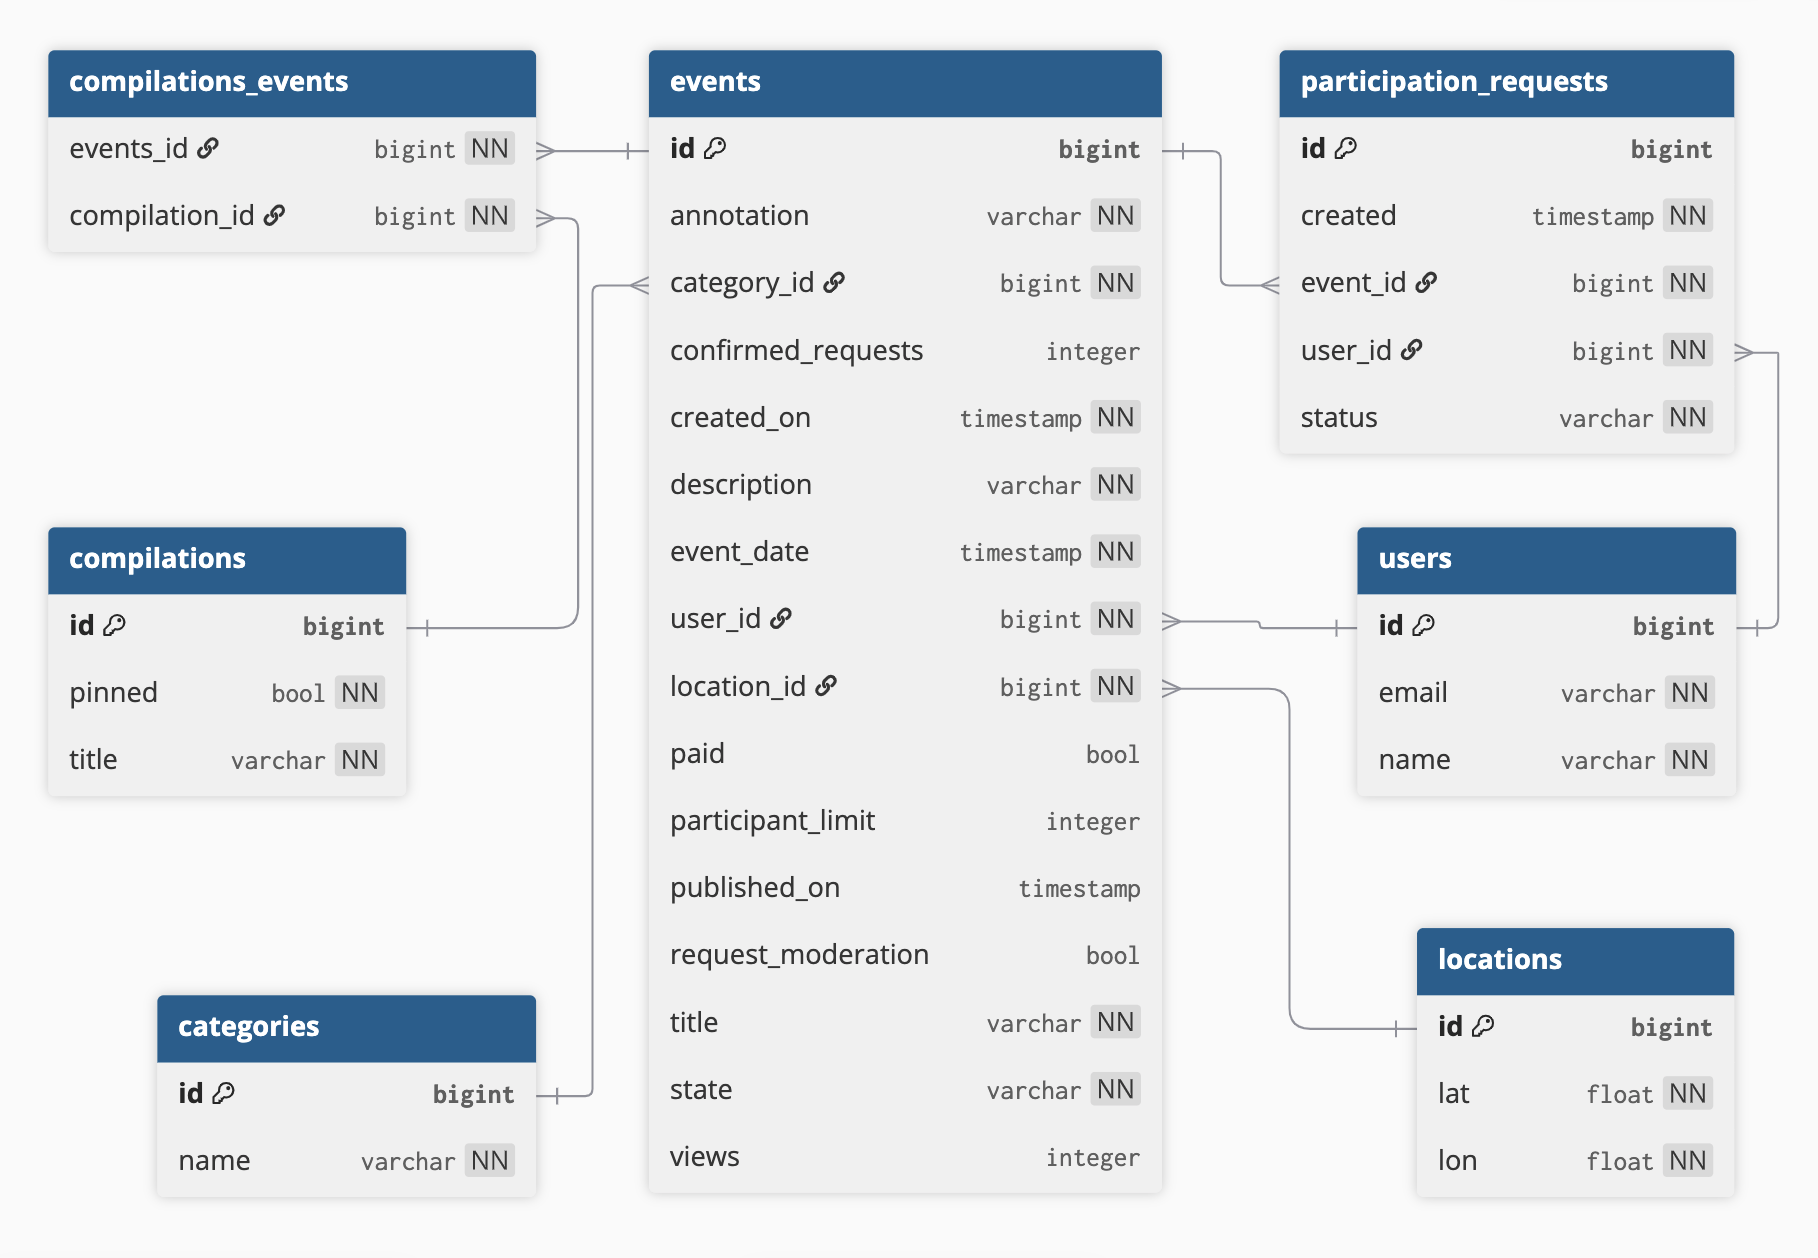 compilations_events
events_id bigint NN
compilation_id bigint NN
events
id bigint
annotation varchar NN
category_id bigint NN
confirmed_requests integer
created_on timestamp NN
description varchar NN
event_date timestamp NN
user_id bigint NN
location_id bigint NN
paid bool
participant_limit integer
published_on timestamp
request_moderation bool
title varchar NN
state varchar NN
views integer
participation_requests
id bigint
created timestamp NN
event_id bigint NN
user_id bigint NN
status varchar NN
compilations
id bigint
pinned bool NN
title varchar NN
users
id bigint
email varchar NN
name varchar NN
categories
id bigint
name varchar NN
locations
id bigint
lat float NN
lon float NN